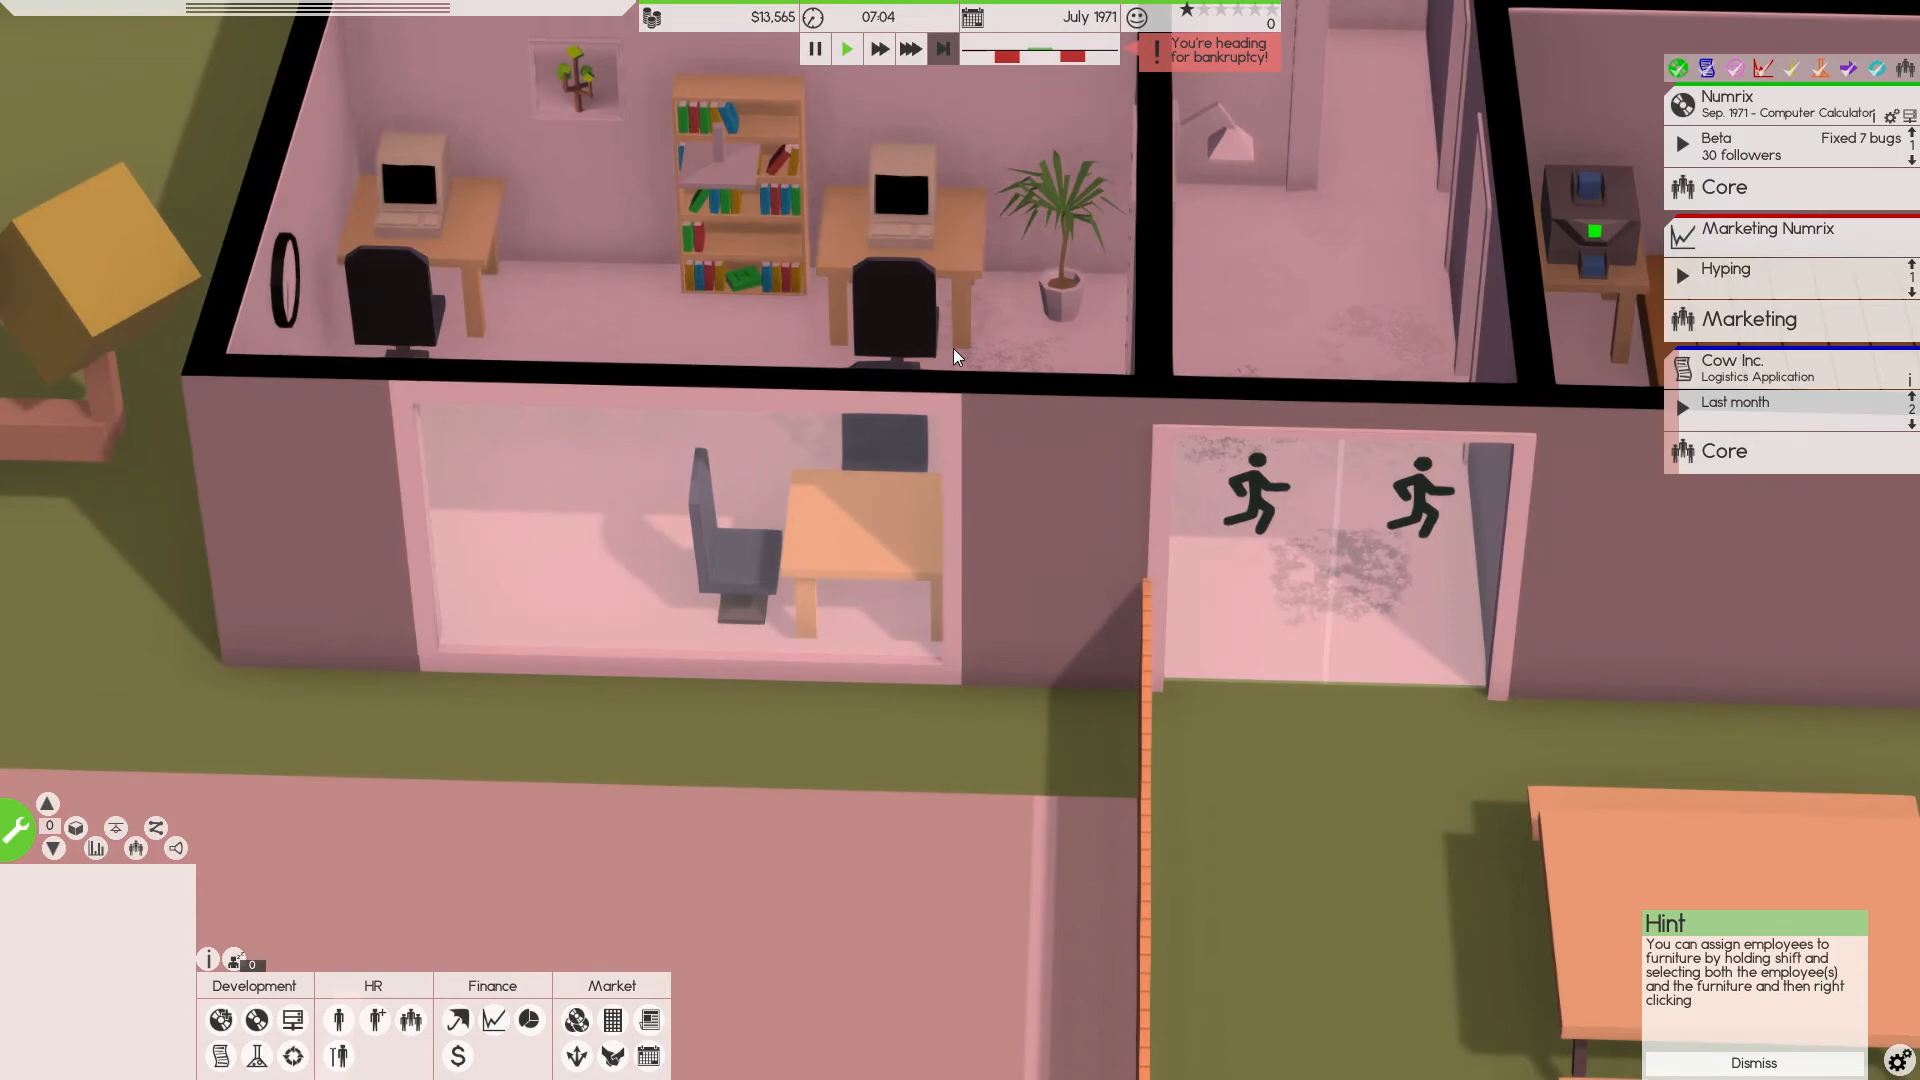 $13,565
07:04
July 1971
0
You're heading
for bankruptcy!
Numrix
Sep. 1971 - Computer Calculator
Beta
Fixed 7 bugs
1
30 followers
Core
Marketing Numrix
Hyping
1
Marketing
Cow Inc.
Logistics Application
Last month
2
Core
0
0
Development
HR
Finance
Market
Hint
You can assign employees to
furniture by holding shift and
selecting both the employee(s)
and the furniture and then right
clicking
Dismiss